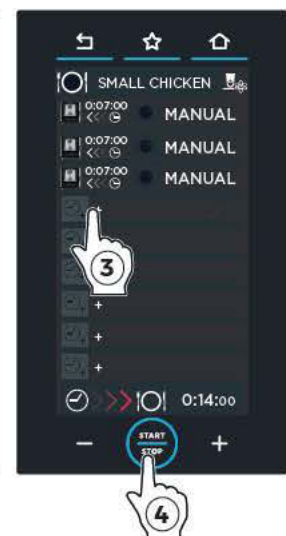 SMALL CHICKEN
0:07:00 MANUAL
0:07:00 MANUAL
0:07:00 MANUAL
+
3
+
+
+
0:14:00
− START STOP +
4